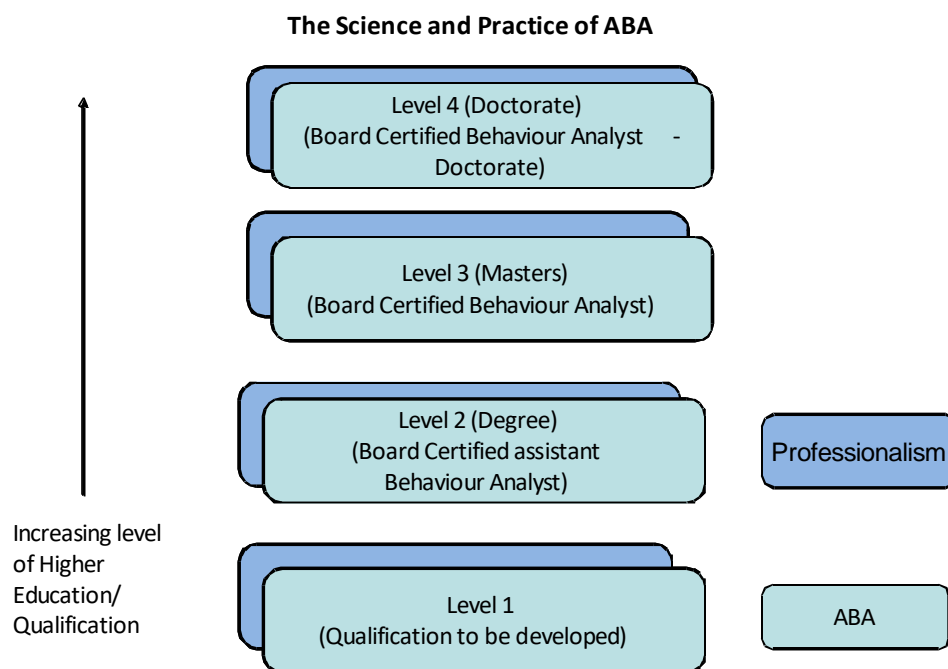 The Science and Practice of ABA
Level 4 (Doctorate)
(Board Certified Behaviour Analyst -
Doctorate)
Level 3 (Masters)
(Board Certified Behaviour Analyst)
Level 2 (Degree)
(Board Certified assistant
Behaviour Analyst)
Professionalism
Increasing level
of Higher
Education/
Qualification
Level 1
(Qualification to be developed)
ABA